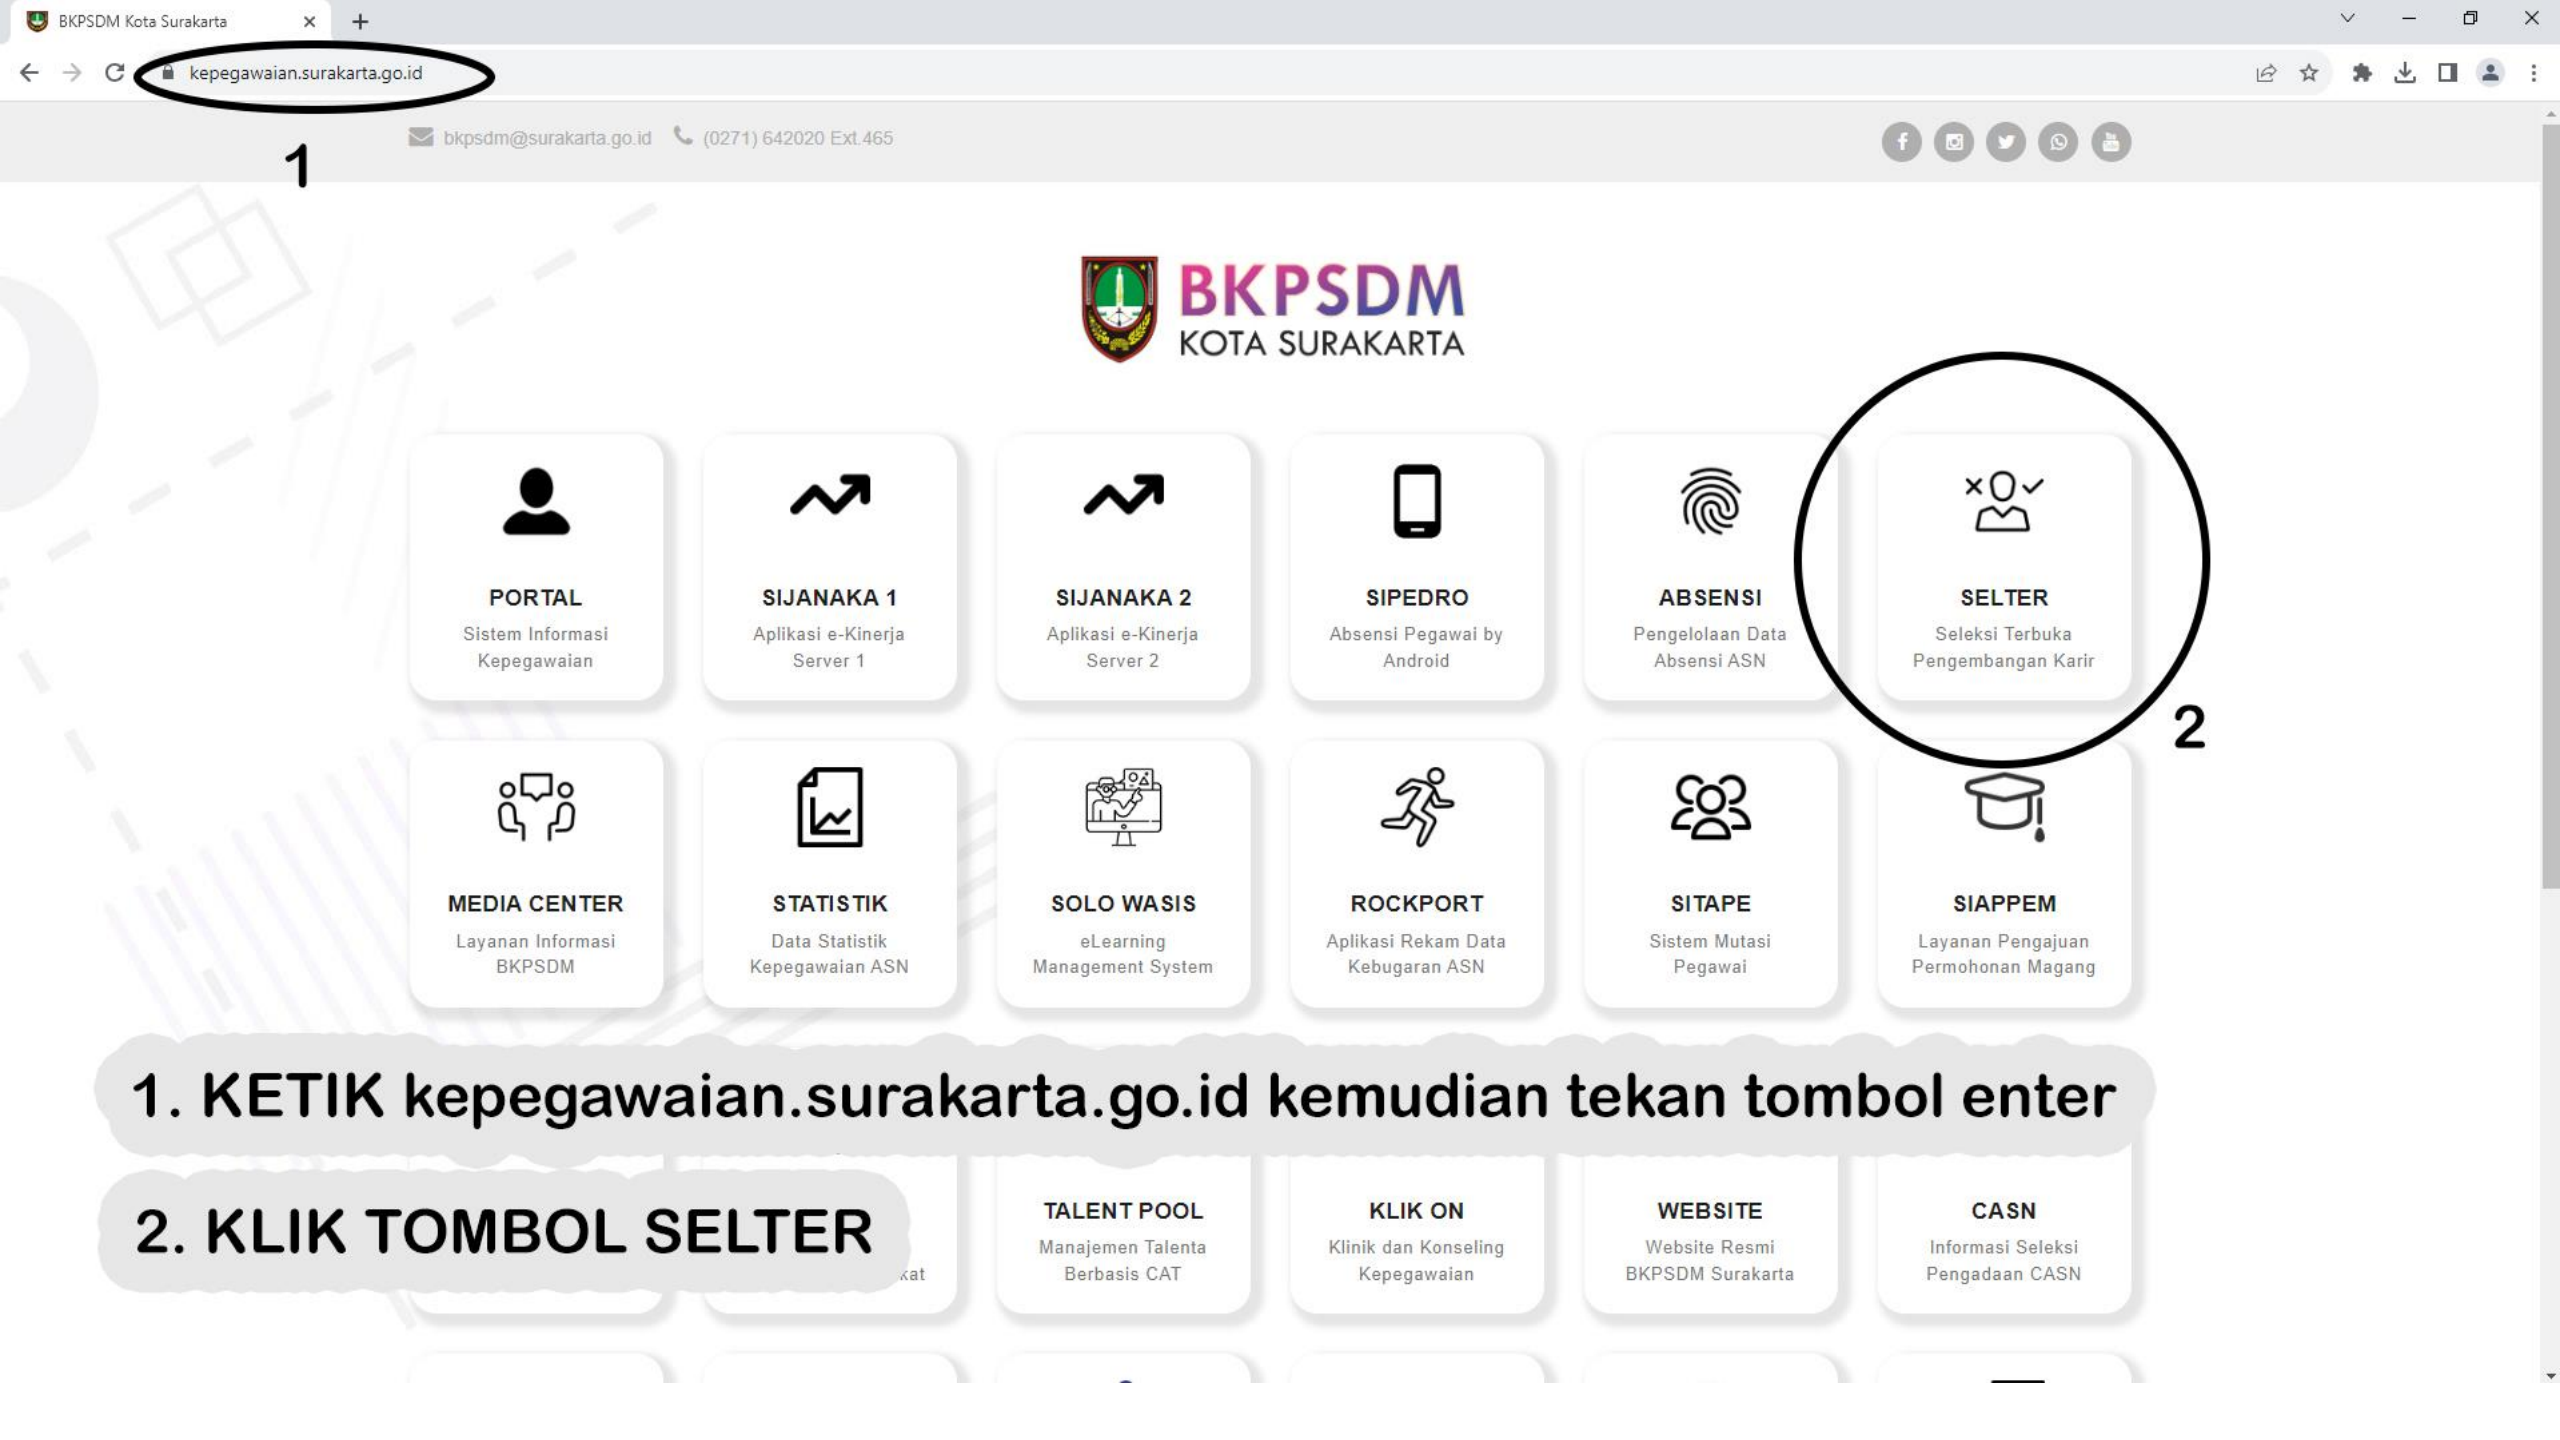 BKPSDM Kota Surakarta
kepegawaian.surakarta.go.id
1
bkpsdm@surakarta.go.id (0271) 642020 Ext.465
BKPSDM
KOTA SURAKARTA
PORTAL
Sistem Informasi
Kepegawaian
SIJANAKA 1
Aplikasi e-Kinerja
Server 1
SIJANAKA 2
Aplikasi e-Kinerja
Server 2
SIPEDRO
Absensi Pegawai by
Android
ABSENSI
Pengelolaan Data
Absensi ASN
SELTER
Seleksi Terbuka
Pengembangan Karir
2
MEDIA CENTER
Layanan Informasi
BKPSDM
STATISTIK
Data Statistik
Kepegawaian ASN
SOLO WASIS
eLearning
Management System
ROCKPORT
Aplikasi Rekam Data
Kebugaran ASN
SITAPE
Sistem Mutasi
Pegawai
SIAPPEM
Layanan Pengajuan
Permohonan Magang
1. KETIK kepegawaian.surakarta.go.id kemudian tekan tombol enter
2. KLIK TOMBOL SELTER
TALENT POOL
Manajemen Talenta
Berbasis CAT
KLIK ON
Klinik dan Konseling
Kepegawaian
WEBSITE
Website Resmi
BKPSDM Surakarta
CASN
Informasi Seleksi
Pengadaan CASN